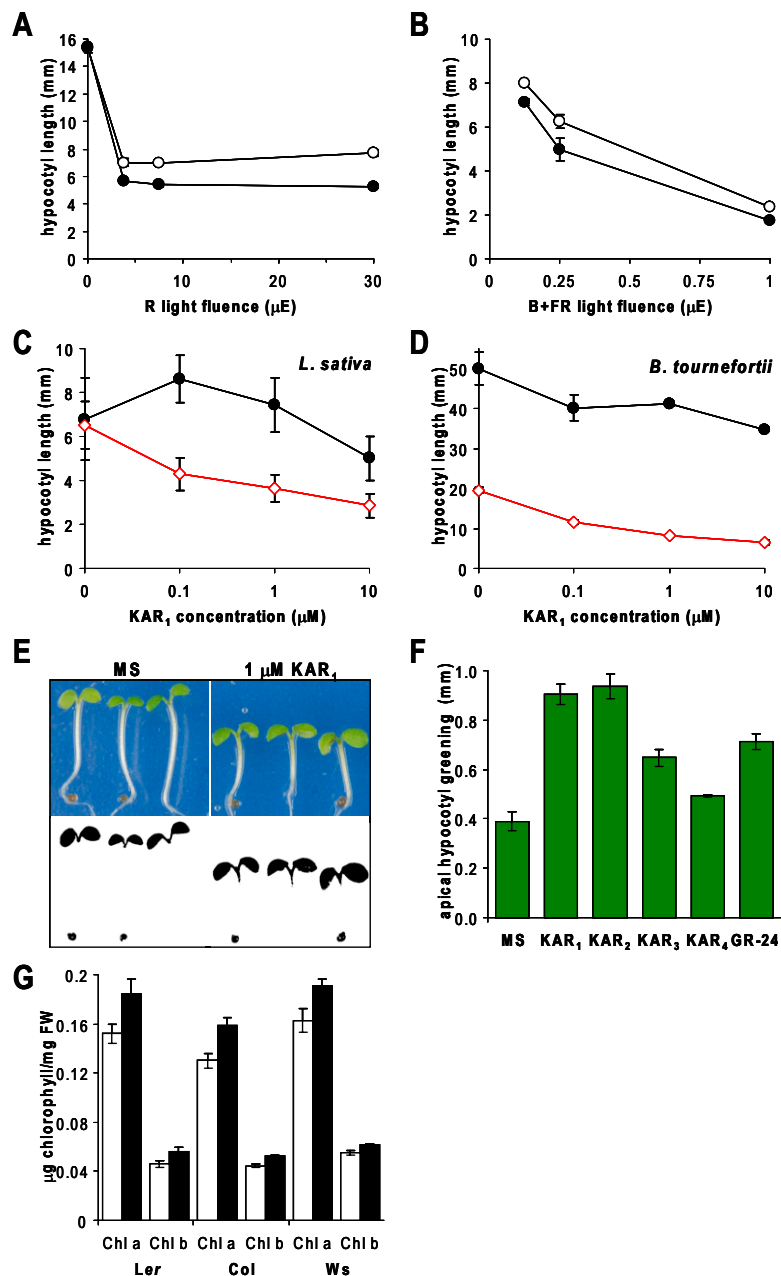 A
hypocotyl length (mm)
16
14
12
10
8
6
4
2
0
0 10 20 30
R light fluence (µE)
B
hypocotyl length (mm)
10
8
6
4
2
0
0 0.25 0.5 0.75 1
B+FR light fluence (µE)
C
L. sativa
hypocotyl length (mm)
10
8
6
4
2
0
0 0.1 1 10
KAR1 concentration (µM)
D
B. tournefortii
hypocotyl length (mm)
50
40
30
20
10
0
0 0.1 1 10
KAR1 concentration (µM)
E
MS 1 µM KAR1
F
apical hypocotyl greening (mm)
1.0
0.8
0.6
0.4
0.2
0.0
MS KAR1 KAR2 KAR3 KAR4 GR-24
G
µg chlorophyll/mg FW
0.2
0.16
0.12
0.08
0.04
0
Chl a Chl b Chl a Chl b Chl a Chl b
Ler Col Ws